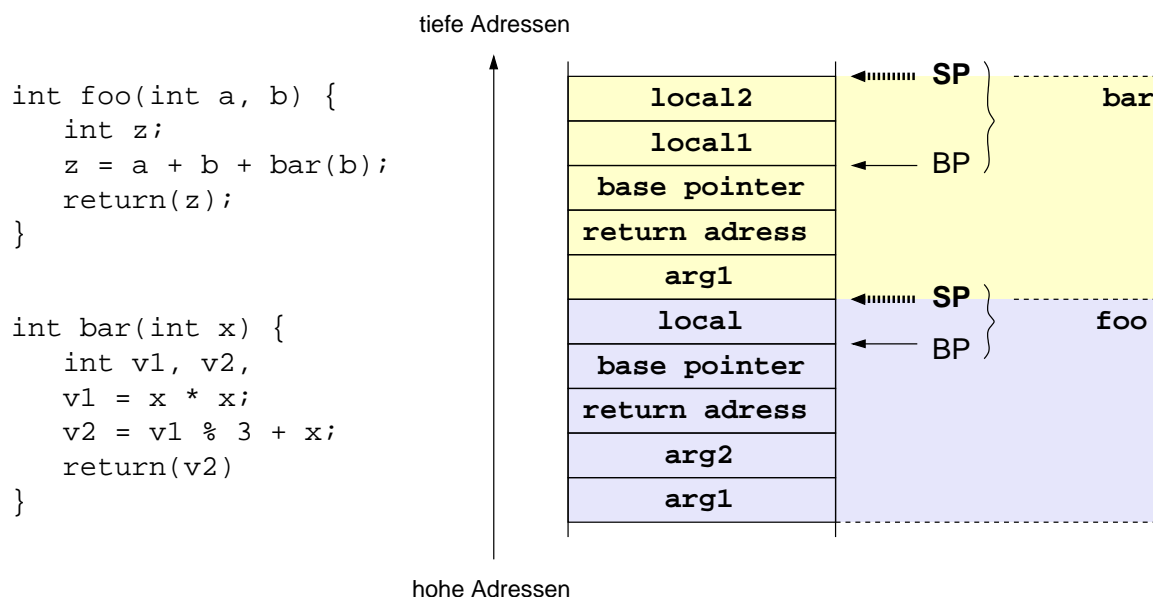 tiefe Adressen
int foo(int a, b) {
int z;
z = a + b + bar(b);
return(z);
}
int bar(int x) {
int v1, v2,
v1 = x * x;
v2 = v1 % 3 + x;
return(v2)
}
SP
local2
bar
local1
BP
base pointer
return adress
arg1
SP
local
foo
BP
base pointer
return adress
arg2
arg1
hohe Adressen